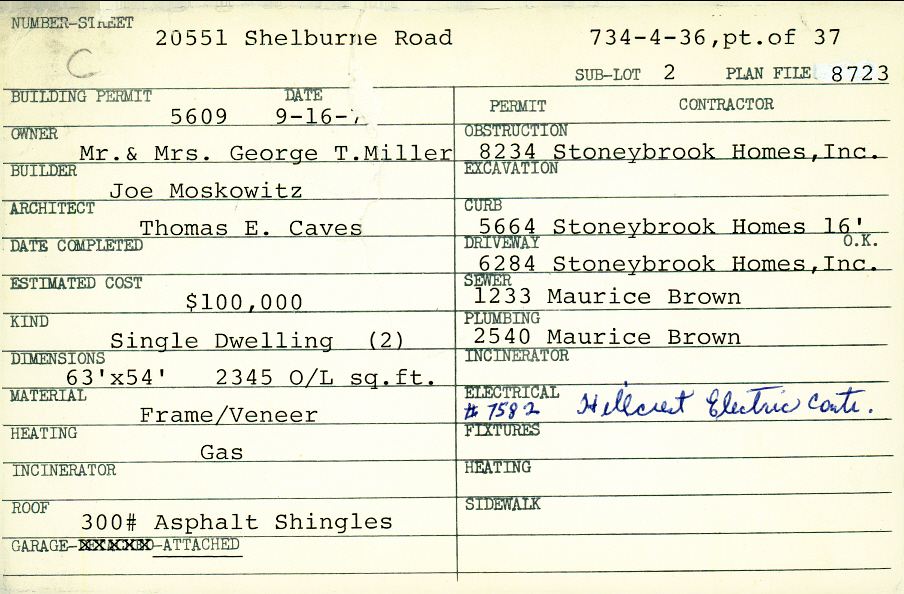 NUMBER-STREET
20551 Shelburne Road 734-4-36,pt.of 37
C
SUB-LOT 2 PLAN FILE 8723
BUILDING PERMIT DATE
5609 9-16-
OWNER
Mr.& Mrs. George T.Miller
BUILDER
Joe Moskowitz
ARCHITECT
Thomas E. Caves
DATE COMPLETED
ESTIMATED COST
$100,000
KIND
Single Dwelling (2)
DIMENSIONS
63'x54' 2345 O/L sq.ft.
MATERIAL
Frame/Veneer
HEATING
Gas
INCINERATOR
ROOF
300# Asphalt Shingles
GARAGE- -ATTACHED
PERMIT CONTRACTOR
OBSTRUCTION
8234 Stoneybrook Homes,Inc.
EXCAVATION
CURB
5664 Stoneybrook Homes 16'
O.K.
DRIVEWAY
6284 Stoneybrook Homes,Inc.
SEWER
1233 Maurice Brown
PLUMBING
2540 Maurice Brown
INCINERATOR
ELECTRICAL
# 7582 Hillcrest Electric Contr.
FIXTURES
HEATING
SIDEWALK